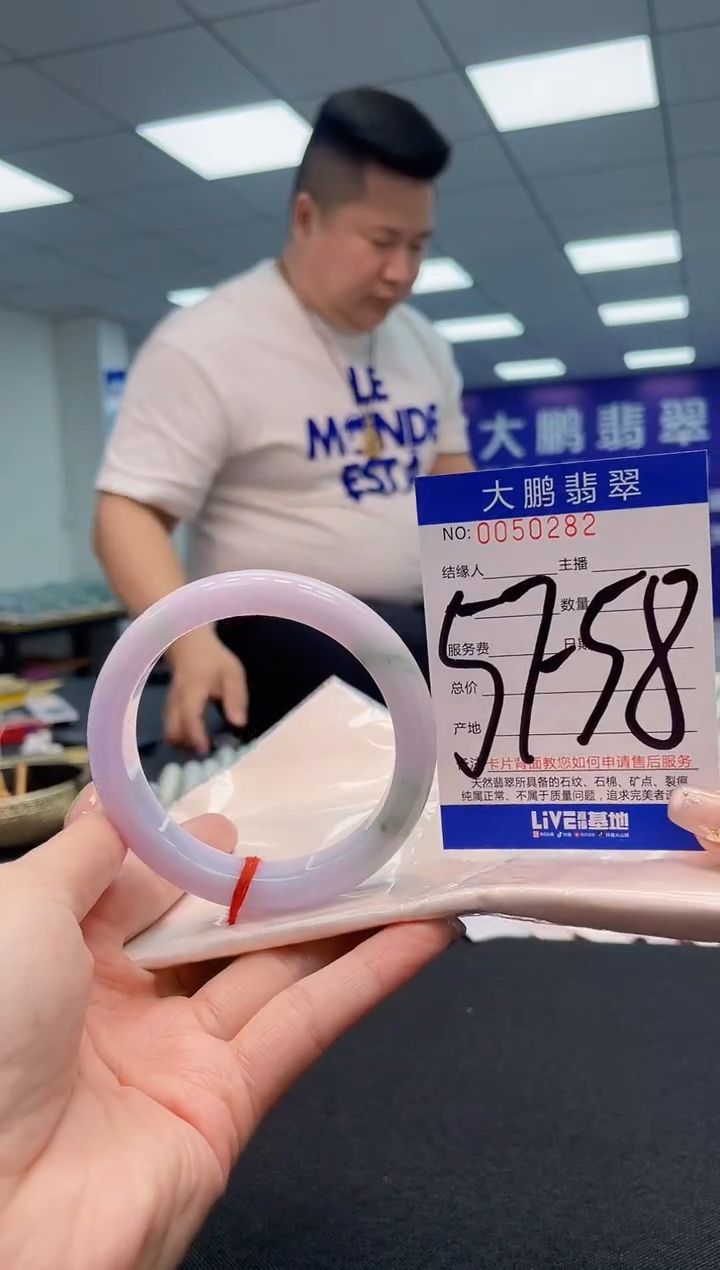 LE
MONDE
EST À
大鹏翡翠
大鹏翡翠
NO: 0050282
结缘人 主播
数量
服务费 日期
总价
产地
57-58
卡片背面教您如何申请售后服务
天然翡翠所具备的石纹、石棉、矿点、裂痕
纯属正常、不属于质量问题，追求完美者
LiVE 基地